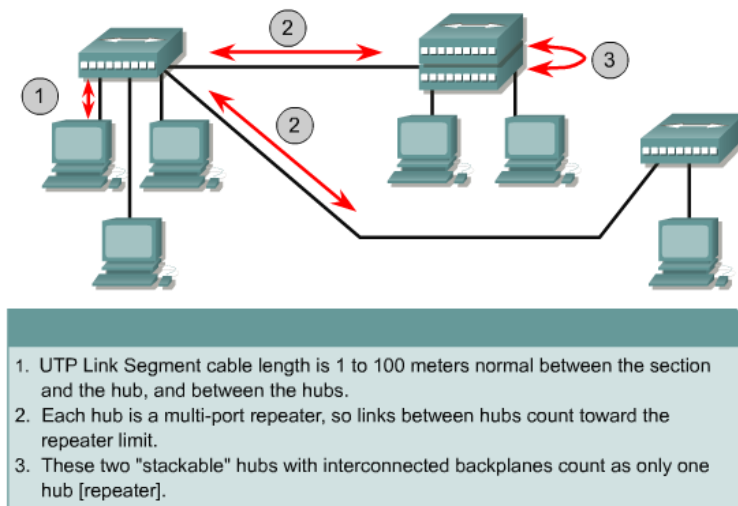 2
3
1
2
1. UTP Link Segment cable length is 1 to 100 meters normal between the section
and the hub, and between the hubs.
2. Each hub is a multi-port repeater, so links between hubs count toward the
repeater limit.
3. These two "stackable" hubs with interconnected backplanes count as only one
hub [repeater].